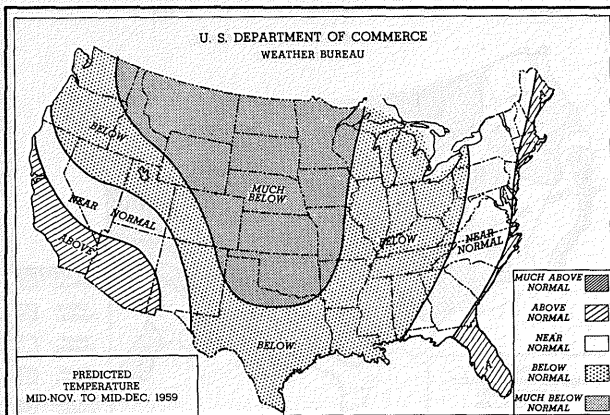 U. S. DEPARTMENT OF COMMERCE
WEATHER BUREAU
BELOW
MUCH
BELOW
NEAR NORMAL
ABOVE
BELOW
NEAR
NORMAL
BELOW
MUCH ABOVE
NORMAL
ABOVE
NORMAL
NEAR
NORMAL
BELOW
NORMAL
MUCH BELOW
NORMAL
PREDICTED
TEMPERATURE
MID-NOV. TO MID-DEC. 1959